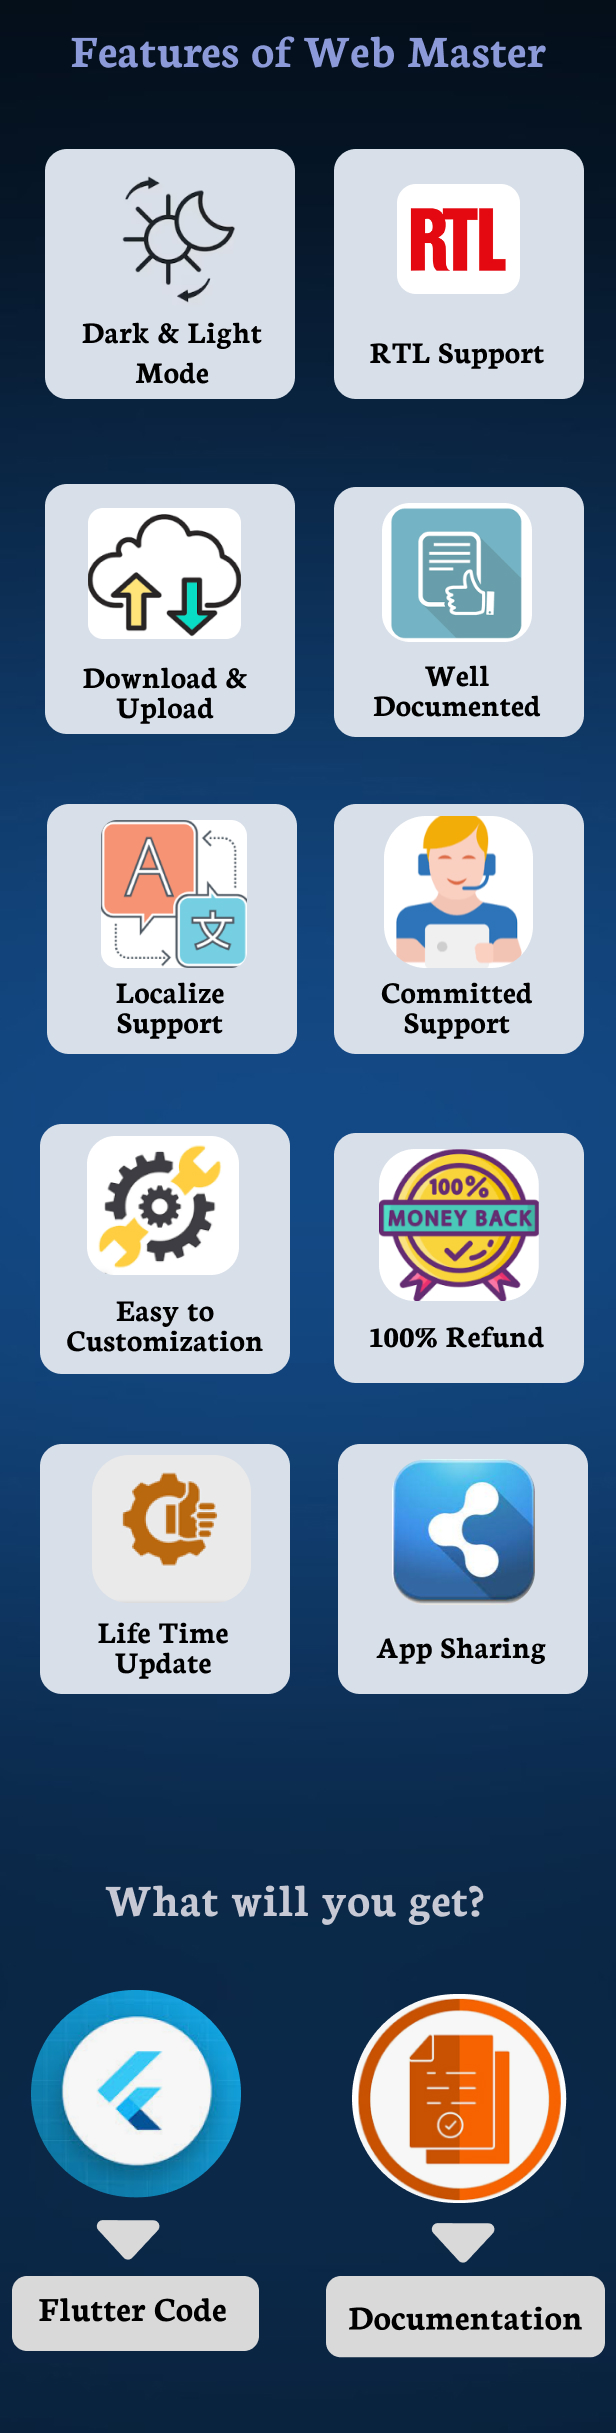 Features of Web Master
RTL
Dark & Light
Mode
RTL Support
Download &
Upload
Well
Documented
A
文
Localize
Support
Committed
Support
Easy to
Customization
100%
MONEY BACK
100% Refund
Life Time
Update
App Sharing
What will you get?
Flutter Code
Documentation